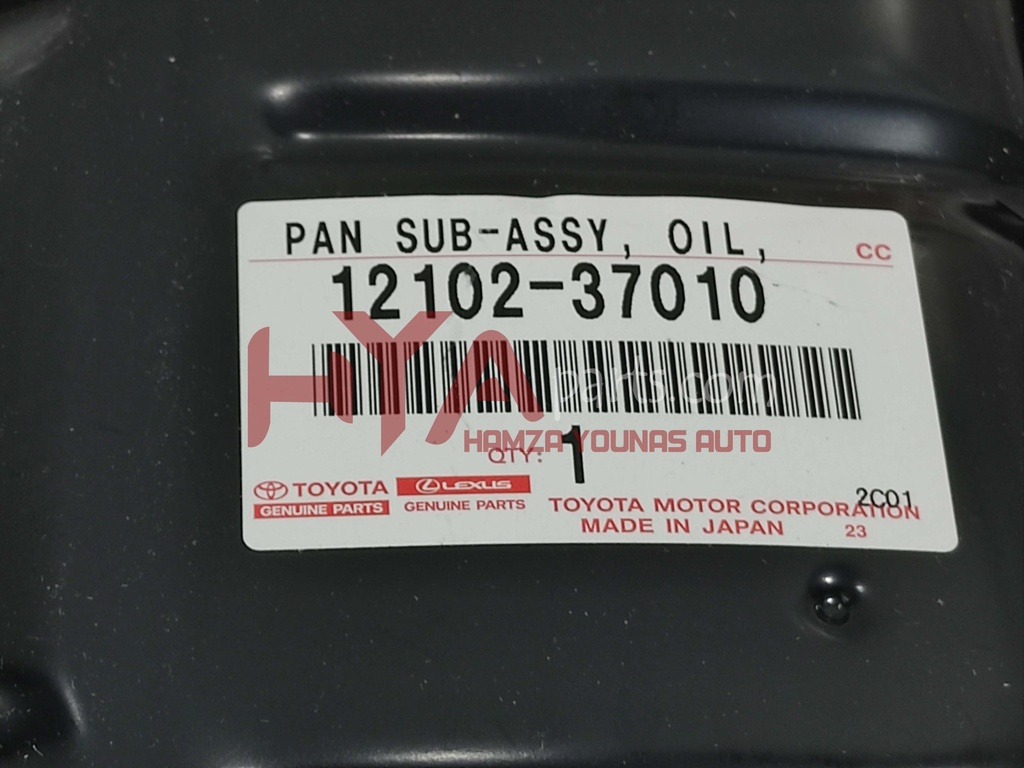 PAN SUB-ASSY, OIL, CC
12102-37010
HYA parts.com
HAMZA YOUNAS AUTO
QTY: 1
TOYOTA LEXUS 2C01
GENUINE PARTS GENUINE PARTS TOYOTA MOTOR CORPORATION
MADE IN JAPAN 23